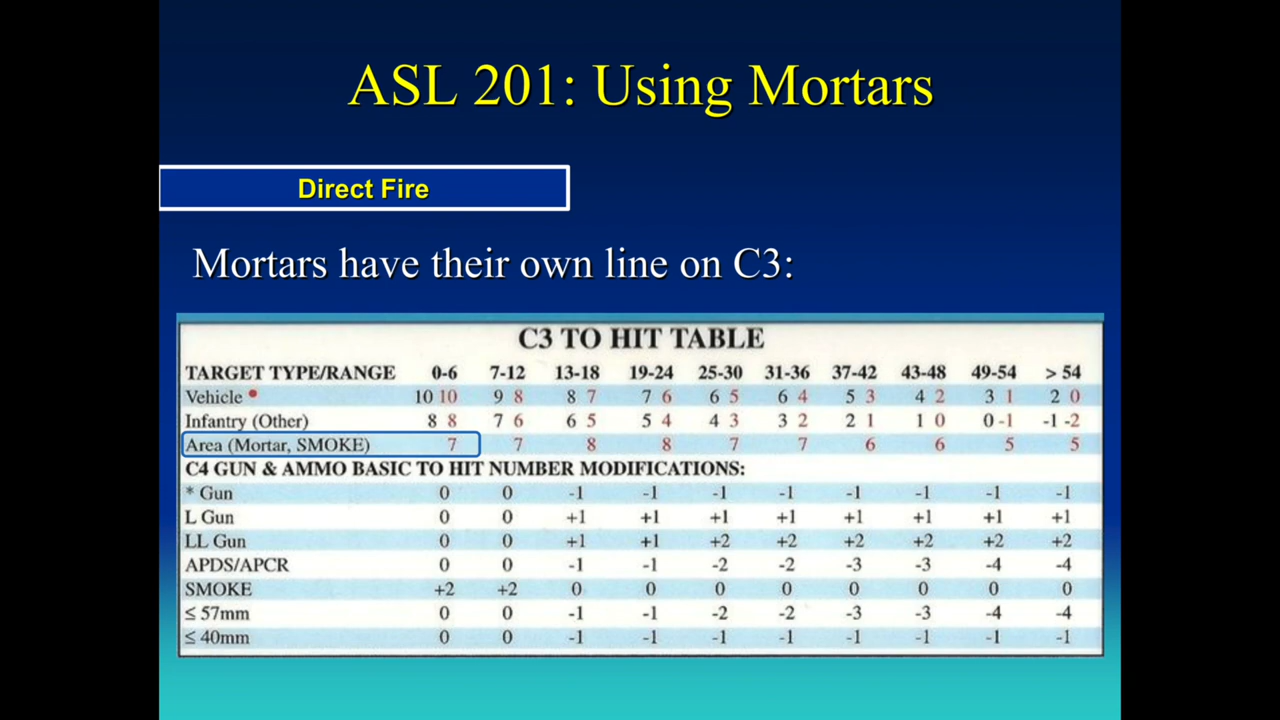 ASL 201: Using Mortars
Direct Fire
Mortars have their own line on C3:
C3 TO HIT TABLE
TARGET TYPE/RANGE 0-6 7-12 13-18 19-24 25-30 31-36 37-42 43-48 49-54 > 54
Vehicle • 10 10 9 8 8 7 7 6 6 5 6 4 5 3 4 2 3 1 2 0
Infantry (Other) 8 8 7 6 6 5 5 4 4 3 3 2 2 1 1 0 0 -1 -1 -2
Area (Mortar, SMOKE) 7 7 8 8 7 7 6 6 5 5
C4 GUN & AMMO BASIC TO HIT NUMBER MODIFICATIONS:
* Gun 0 0 -1 -1 -1 -1 -1 -1 -1 -1
L Gun 0 0 +1 +1 +1 +1 +1 +1 +1 +1
LL Gun 0 0 +1 +1 +2 +2 +2 +2 +2 +2
APDS/APCR 0 0 -1 -1 -2 -2 -3 -3 -4 -4
SMOKE +2 +2 0 0 0 0 0 0 0 0
≤ 57mm 0 0 -1 -1 -2 -2 -3 -3 -4 -4
≤ 40mm 0 0 -1 -1 -1 -1 -1 -1 -1 -1